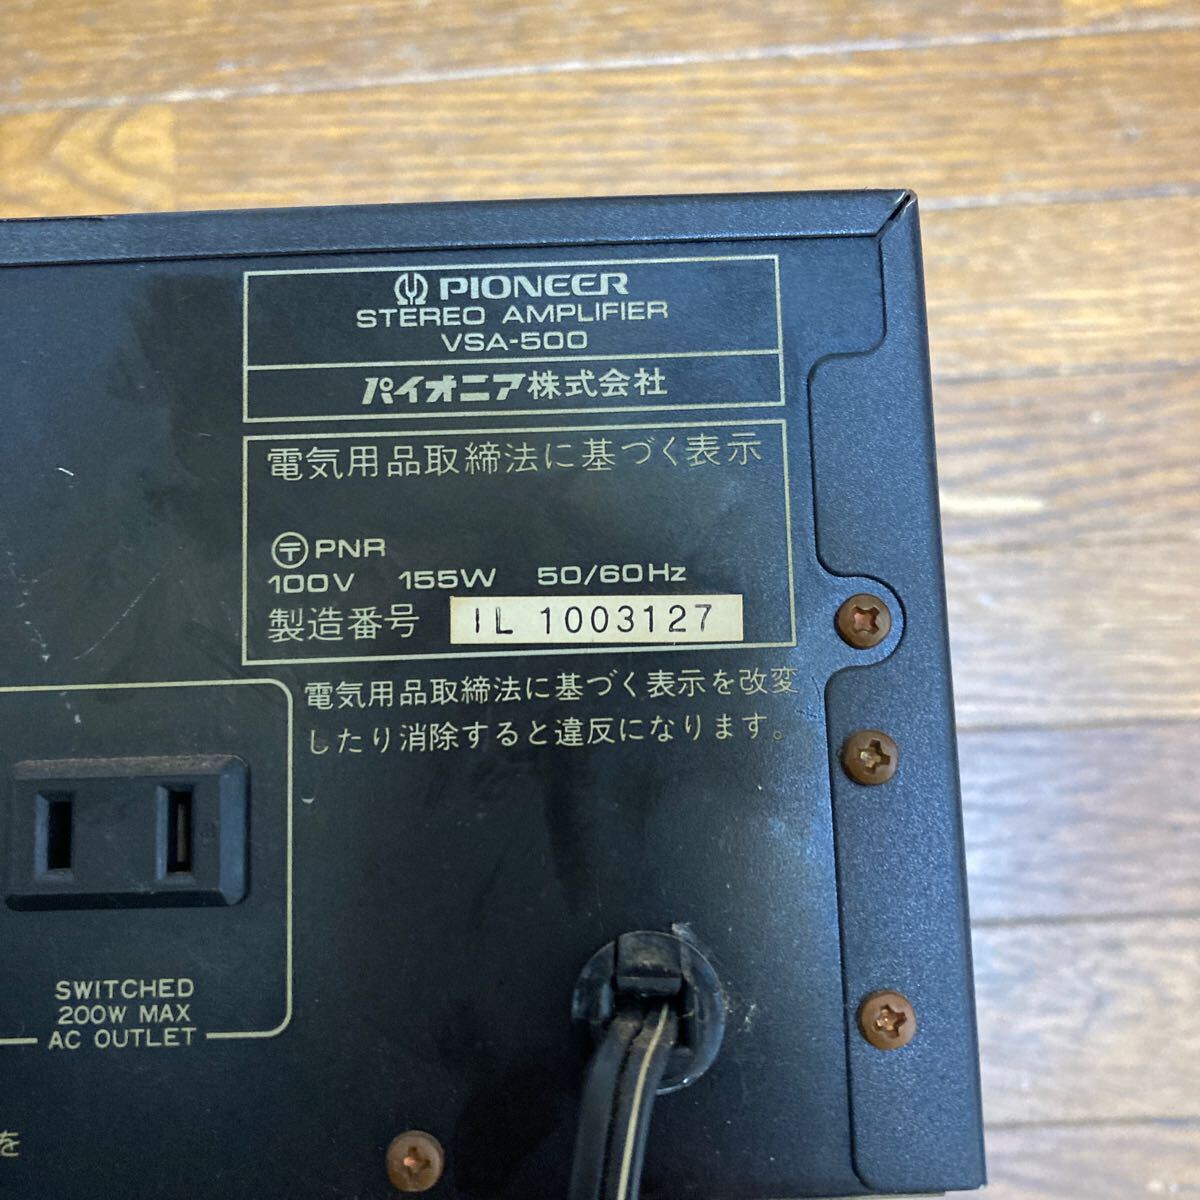 PIONEER
STEREO AMPLIFIER
VSA-500
パイオニア株式会社
電気用品取締法に基づく表示
〒 PNR
100V 155W 50/60Hz
製造番号 IL 1003127
電気用品取締法に基づく表示を改変
したり消除すると違反になります。
SWITCHED
200W MAX
AC OUTLET
を